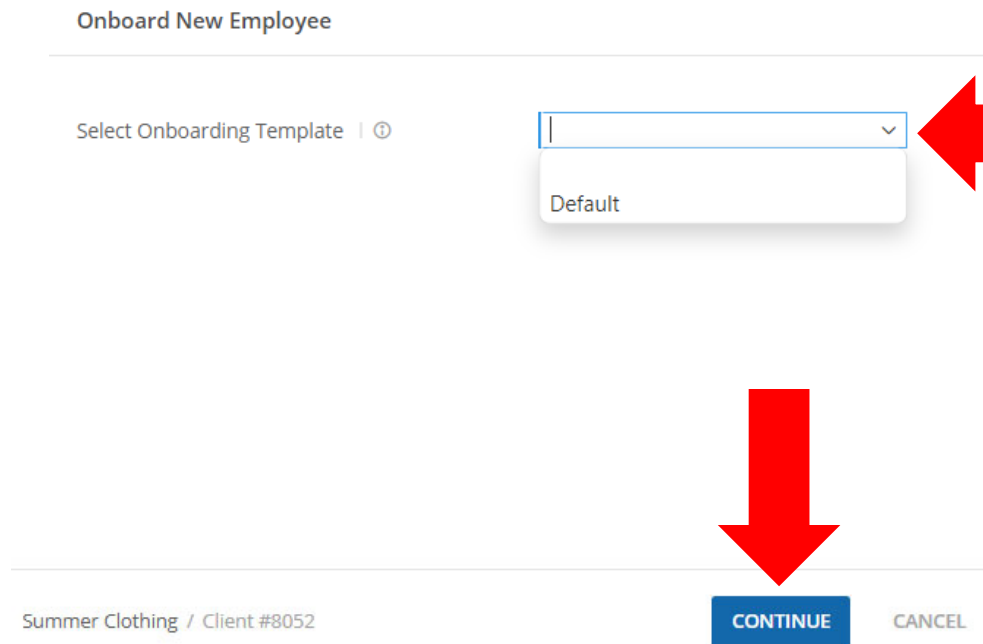 Onboard New Employee
Select Onboarding Template
Default
Summer Clothing / Client #8052
CONTINUE
CANCEL